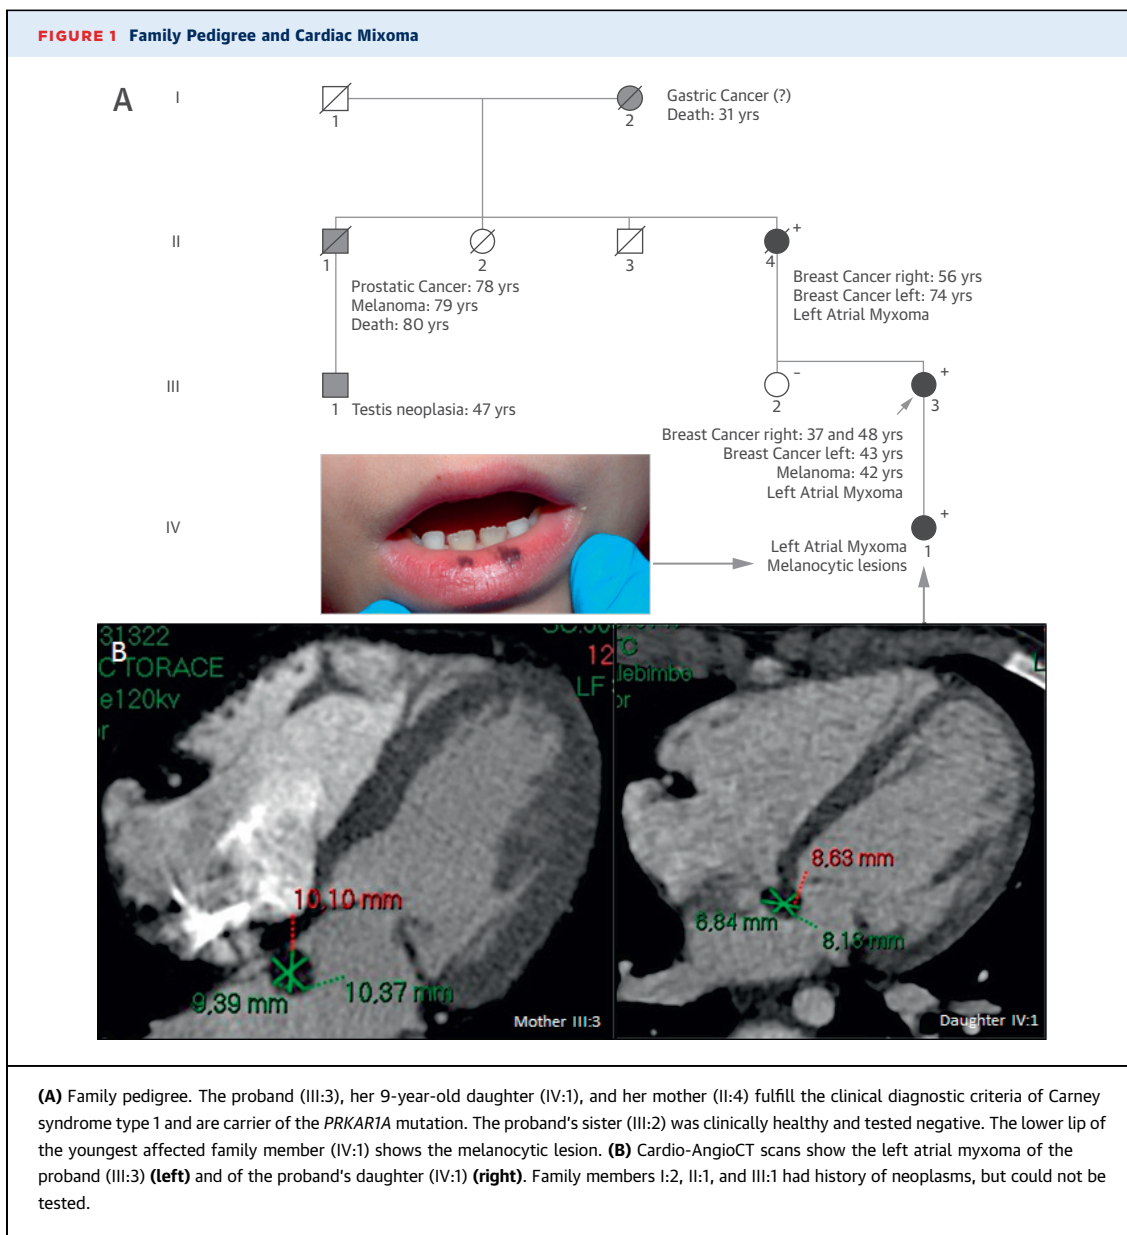 FIGURE 1 Family Pedigree and Cardiac Mixoma
A
I
1
2
Gastric Cancer (?)
Death: 31 yrs
II
1
2
3
4
+
Prostatic Cancer: 78 yrs
Melanoma: 79 yrs
Death: 80 yrs
Breast Cancer right: 56 yrs
Breast Cancer left: 74 yrs
Left Atrial Myxoma
III
1
Testis neoplasia: 47 yrs
2
-
3
+
Breast Cancer right: 37 and 48 yrs
Breast Cancer left: 43 yrs
Melanoma: 42 yrs
Left Atrial Myxoma
IV
1
+
Left Atrial Myxoma
Melanocytic lesions
B
31322
C TORACE
e120kv
or
12
LF
10,10 mm
9,39 mm
10,37 mm
Mother III:3
TC
or
8,63 mm
6,84 mm
8,13 mm
Daughter IV:1
(A) Family pedigree. The proband (III:3), her 9-year-old daughter (IV:1), and her mother (II:4) fulfill the clinical diagnostic criteria of Carney
syndrome type 1 and are carrier of the PRKAR1A mutation. The proband's sister (III:2) was clinically healthy and tested negative. The lower lip of
the youngest affected family member (IV:1) shows the melanocytic lesion. (B) Cardio-AngioCT scans show the left atrial myxoma of the
proband (III:3) (left) and of the proband's daughter (IV:1) (right). Family members I:2, II:1, and III:1 had history of neoplasms, but could not be
tested.